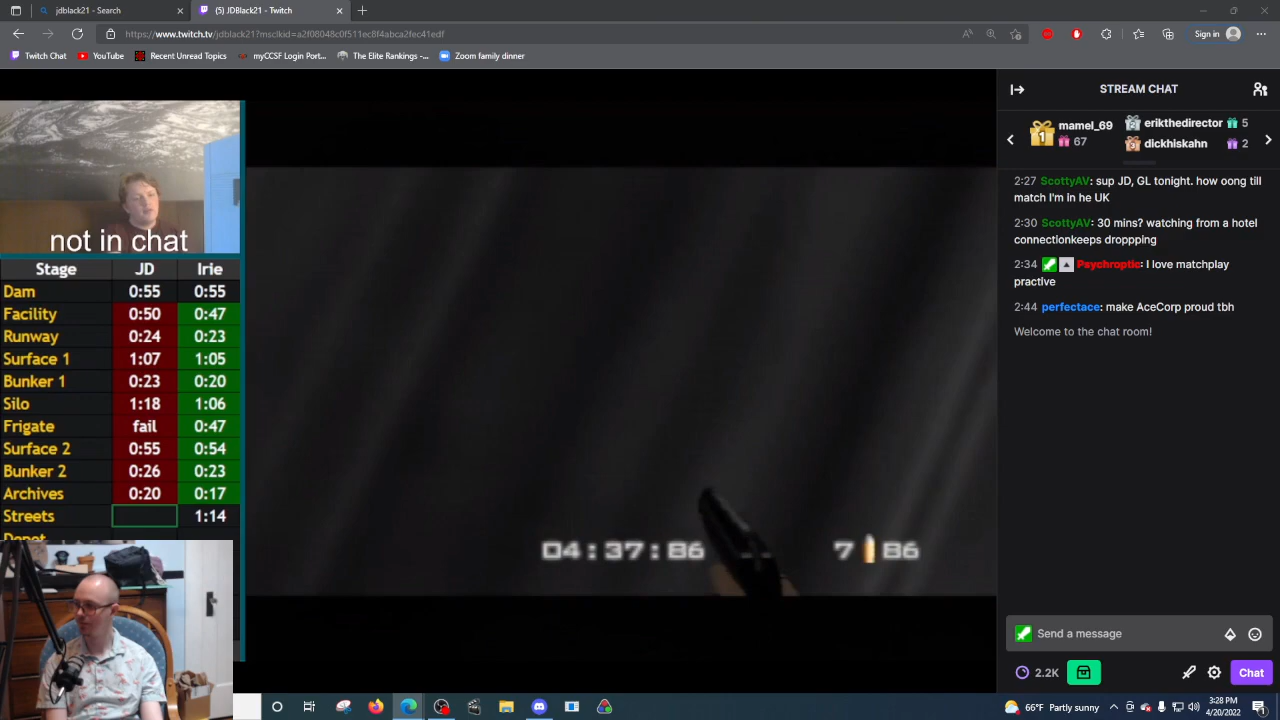 jdblack21 - Search
(5) JDBlack21 - Twitch
https://www.twitch.tv/jdblack21?msclkid=a2f08048c0f511ec8f4abca2fec41edf
Sign in
Twitch Chat
YouTube
Recent Unread Topics
myCCSF Login Port...
The Elite Rankings -...
Zoom family dinner
not in chat
Stage JD Irie
Dam 0:55 0:55
Facility 0:50 0:47
Runway 0:24 0:23
Surface 1 1:07 1:05
Bunker 1 0:23 0:20
Silo 1:18 1:06
Frigate fail 0:47
Surface 2 0:55 0:54
Bunker 2 0:26 0:23
Archives 0:20 0:17
Streets 1:14
Depot
04:37:86
7 86
STREAM CHAT
mamel_69
67
erikthedirector 5
dickhiskahn 2
2:27 ScottyAV: sup JD, GL tonight. how oong till
match I'm in he UK
2:30 ScottyAV: 30 mins? watching from a hotel
connectionkeeps droppping
2:34 Psychroptic: I love matchplay
practive
2:44 perfectace: make AceCorp proud tbh
Welcome to the chat room!
Send a message
2.2K
Chat
66°F Partly sunny
3:28 PM
4/20/2022